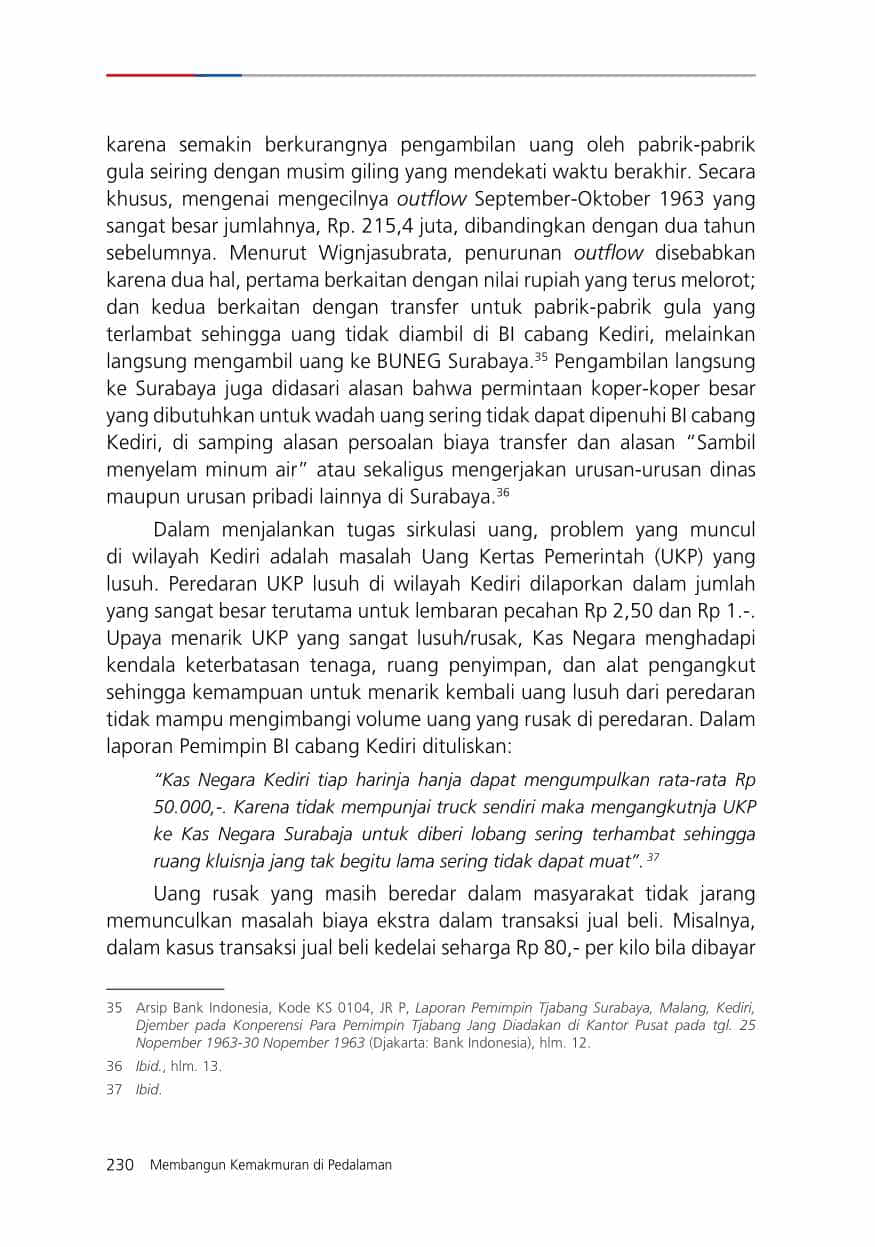 karena semakin berkurangnya pengambilan uang oleh pabrik-pabrik
gula seiring dengan musim giling yang mendekati waktu berakhir. Secara
khusus, mengenai mengecilnya outflow September-Oktober 1963 yang
sangat besar jumlahnya, Rp. 215,4 juta, dibandingkan dengan dua tahun
sebelumnya. Menurut Wignjasubrata, penurunan outflow disebabkan
karena dua hal, pertama berkaitan dengan nilai rupiah yang terus melorot;
dan kedua berkaitan dengan transfer untuk pabrik-pabrik gula yang
terlambat sehingga uang tidak diambil di BI cabang Kediri, melainkan
langsung mengambil uang ke BUNEG Surabaya.35 Pengambilan langsung
ke Surabaya juga didasari alasan bahwa permintaan koper-koper besar
yang dibutuhkan untuk wadah uang sering tidak dapat dipenuhi BI cabang
Kediri, di samping alasan persoalan biaya transfer dan alasan “Sambil
menyelam minum air” atau sekaligus mengerjakan urusan-urusan dinas
maupun urusan pribadi lainnya di Surabaya.36
Dalam menjalankan tugas sirkulasi uang, problem yang muncul
di wilayah Kediri adalah masalah Uang Kertas Pemerintah (UKP) yang
lusuh. Peredaran UKP lusuh di wilayah Kediri dilaporkan dalam jumlah
yang sangat besar terutama untuk lembaran pecahan Rp 2,50 dan Rp 1.-.
Upaya menarik UKP yang sangat lusuh/rusak, Kas Negara menghadapi
kendala keterbatasan tenaga, ruang penyimpan, dan alat pengangkut
sehingga kemampuan untuk menarik kembali uang lusuh dari peredaran
tidak mampu mengimbangi volume uang yang rusak di peredaran. Dalam
laporan Pemimpin BI cabang Kediri dituliskan:
“Kas Negara Kediri tiap harinja hanja dapat mengumpulkan rata-rata Rp
50.000,-. Karena tidak mempunjai truck sendiri maka mengangkutnja UKP
ke Kas Negara Surabaja untuk diberi lobang sering terhambat sehingga
ruang kluisnja jang tak begitu lama sering tidak dapat muat”. 37
Uang rusak yang masih beredar dalam masyarakat tidak jarang
memunculkan masalah biaya ekstra dalam transaksi jual beli. Misalnya,
dalam kasus transaksi jual beli kedelai seharga Rp 80,- per kilo bila dibayar
35 Arsip Bank Indonesia, Kode KS 0104, JR P, Laporan Pemimpin Tjabang Surabaya, Malang, Kediri,
Djember pada Konperensi Para Pemimpin Tjabang Jang Diadakan di Kantor Pusat pada tgl. 25
Nopember 1963-30 Nopember 1963 (Djakarta: Bank Indonesia), hlm. 12.
36 Ibid., hlm. 13.
37 Ibid.
230 Membangun Kemakmuran di Pedalaman